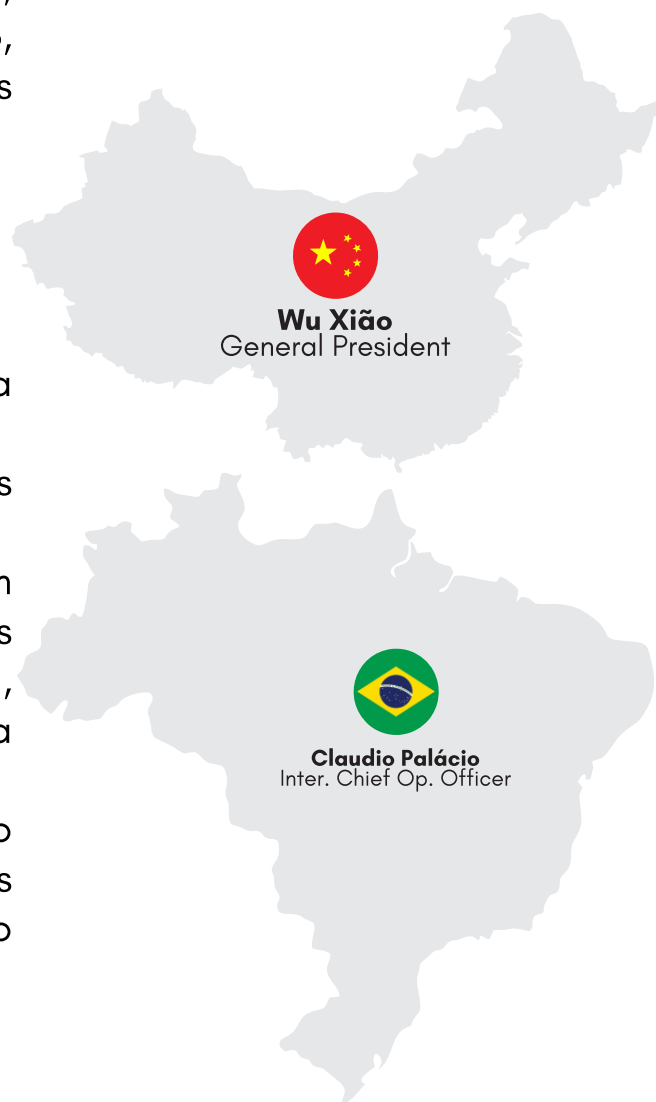 ,
o,
s
Wu Xião
General President
a
s
n
s
,
a
Claudio Palácio
Inter. Chief Op. Officer
o
s
o